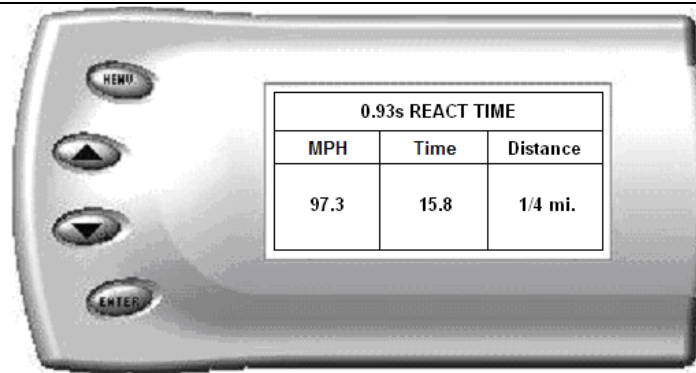 MENU
0.93s REACT TIME
MPH Time Distance
97.3 15.8 1/4 mi.
ENTER